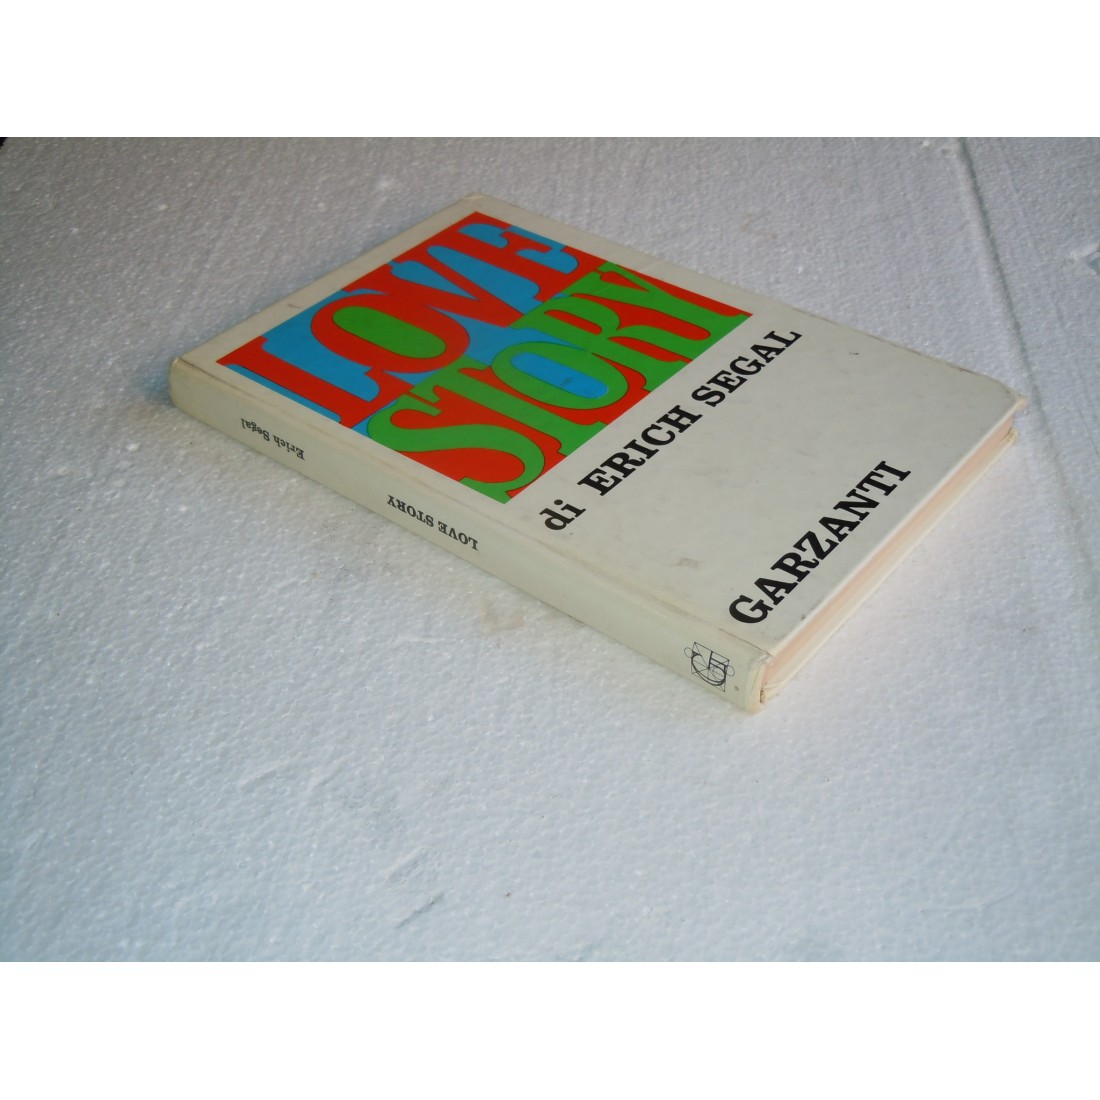 LOVE
STORY
di ERICH SEGAL
GARZANTI
Erich Segal
LOVE STORY